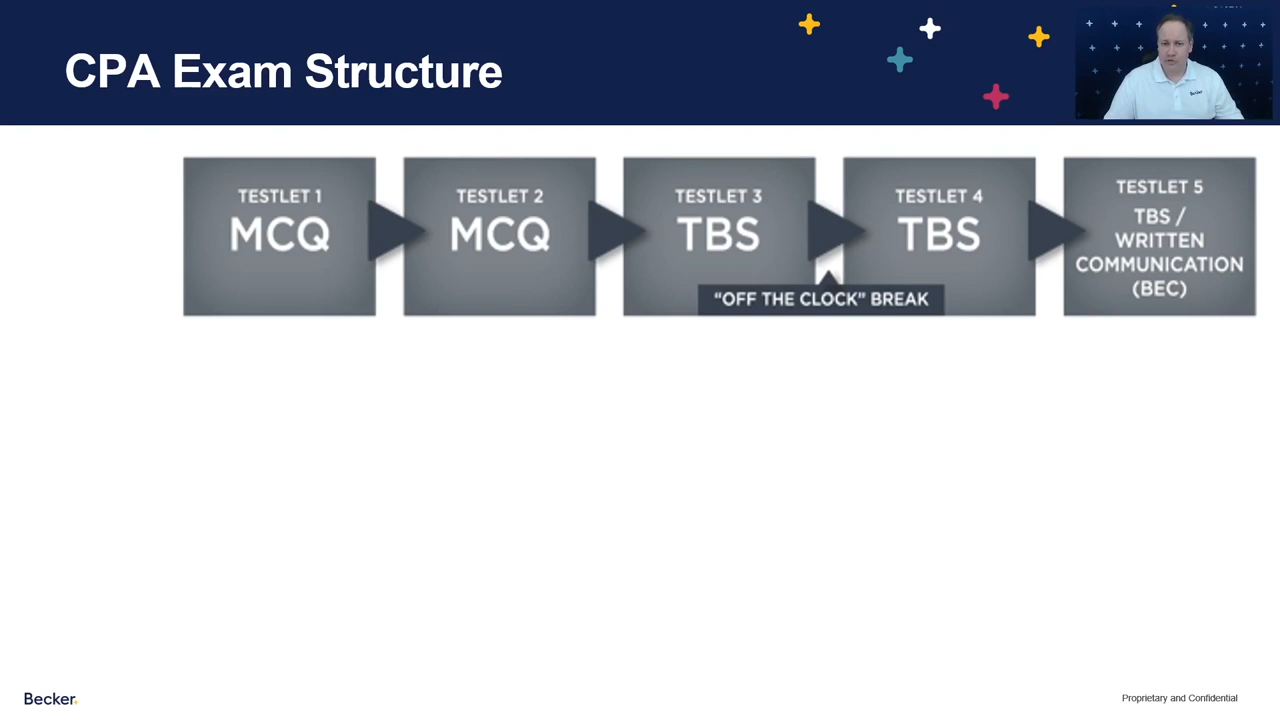 CPA Exam Structure
Becker
TESTLET 1
MCQ
TESTLET 2
MCQ
TESTLET 3
TBS
TESTLET 4
TBS
TESTLET 5
TBS /
WRITTEN
COMMUNICATION
(BEC)
“OFF THE CLOCK” BREAK
Becker.
Proprietary and Confidential